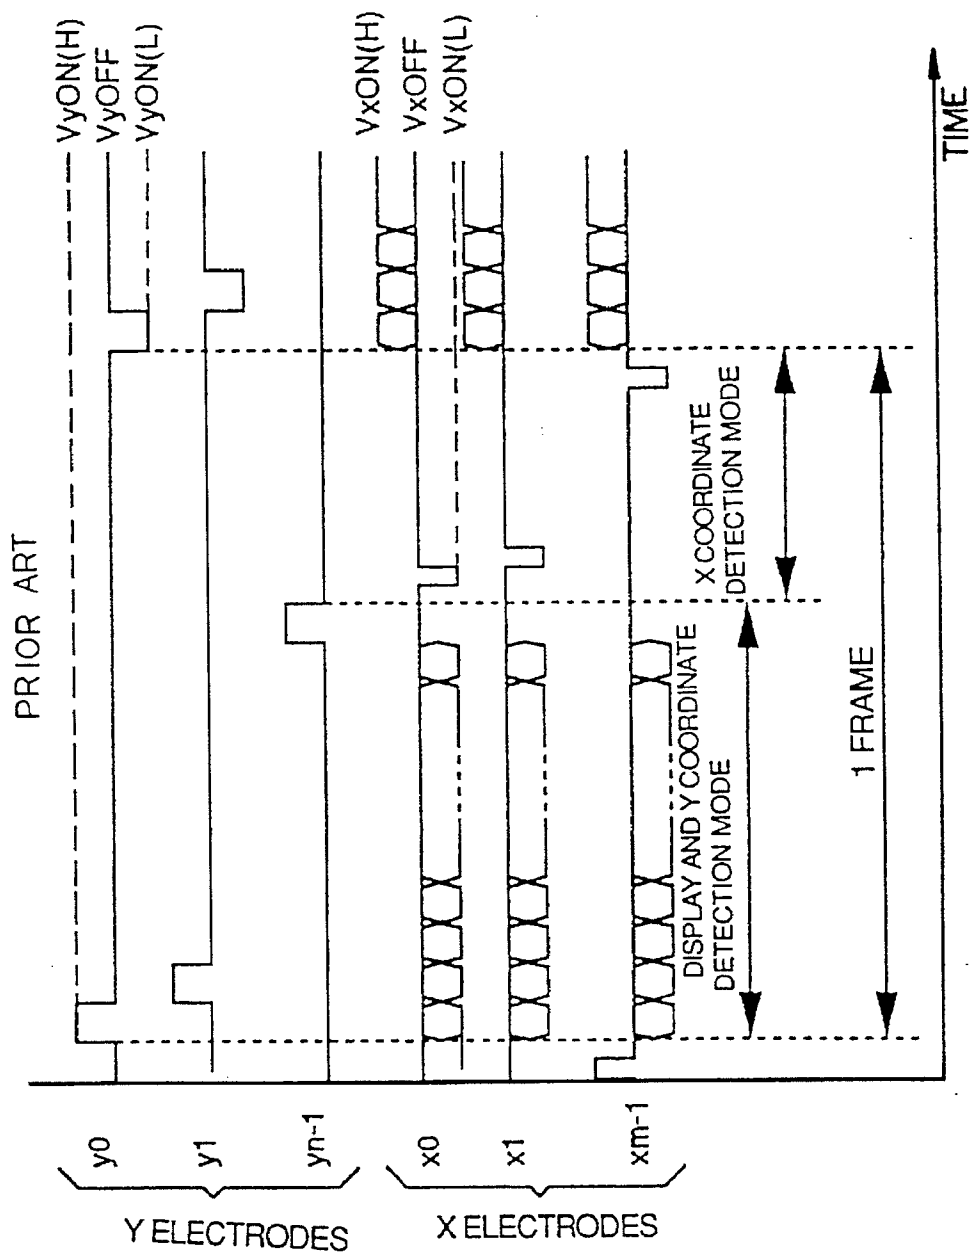 PRIOR ART
VyON(H)
VyOFF
VyON(L)
VxON(H)
VxOFF
VxON(L)
y0
y1
yn-1
x0
x1
xm-1
Y ELECTRODES
X ELECTRODES
DISPLAY AND Y COORDINATE
DETECTION MODE
X COORDINATE
DETECTION MODE
1 FRAME
TIME